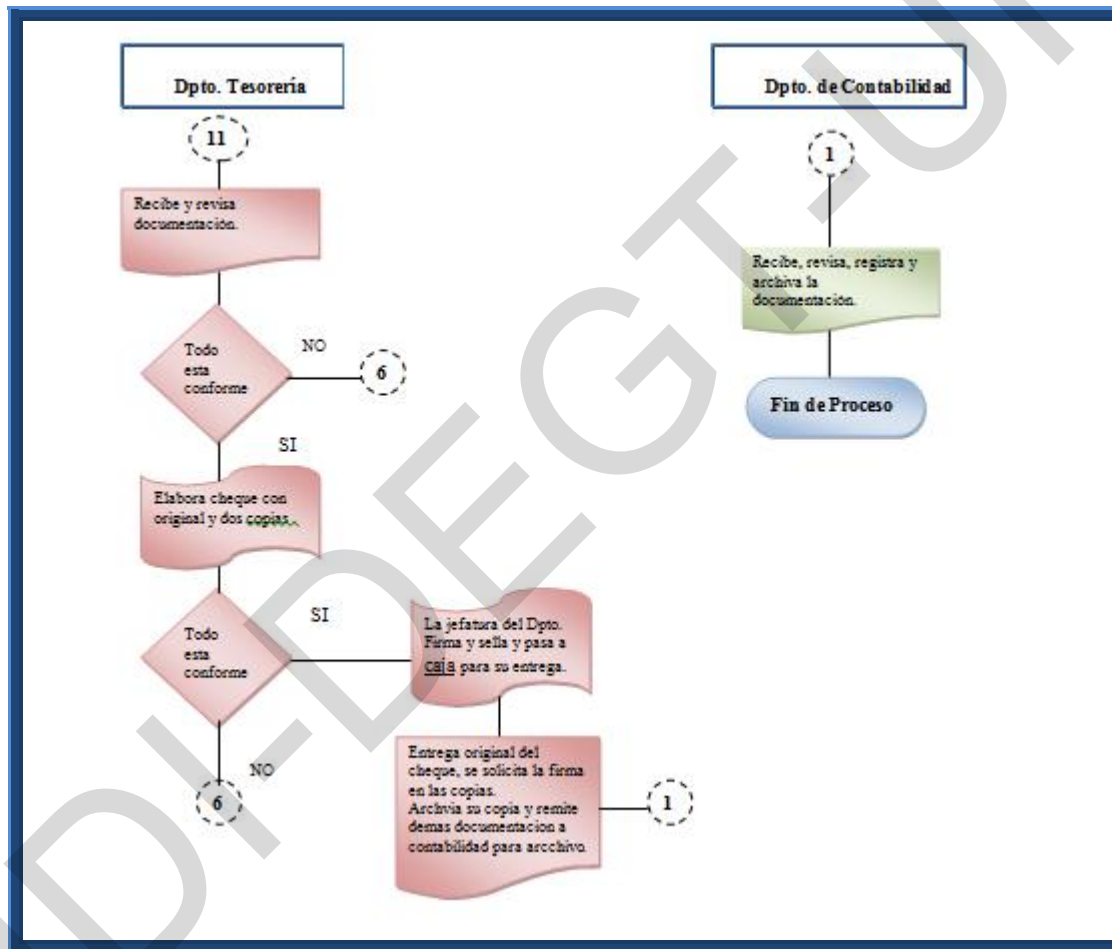 Dpto. Tesorería
11
Recibe y revisa
documentación.
Todo
esta
conforme
NO
6
SI
Elabora cheque con
original y dos copias
Todo
esta
conforme
SI
La jefatura del Dpto.
Firma y sella y pasa a
caja para su entrega.
NO
6
Entrega original del
cheque, se solicita la firma
en las copias.
Archvia su copia y remite
demas documentacion a
contabilidad para arcchivo.
1
Dpto. de Contabilidad
1
Recibe, revisa, registra y
archiva la
documentación.
Fin de Proceso
DI-DEGT-U